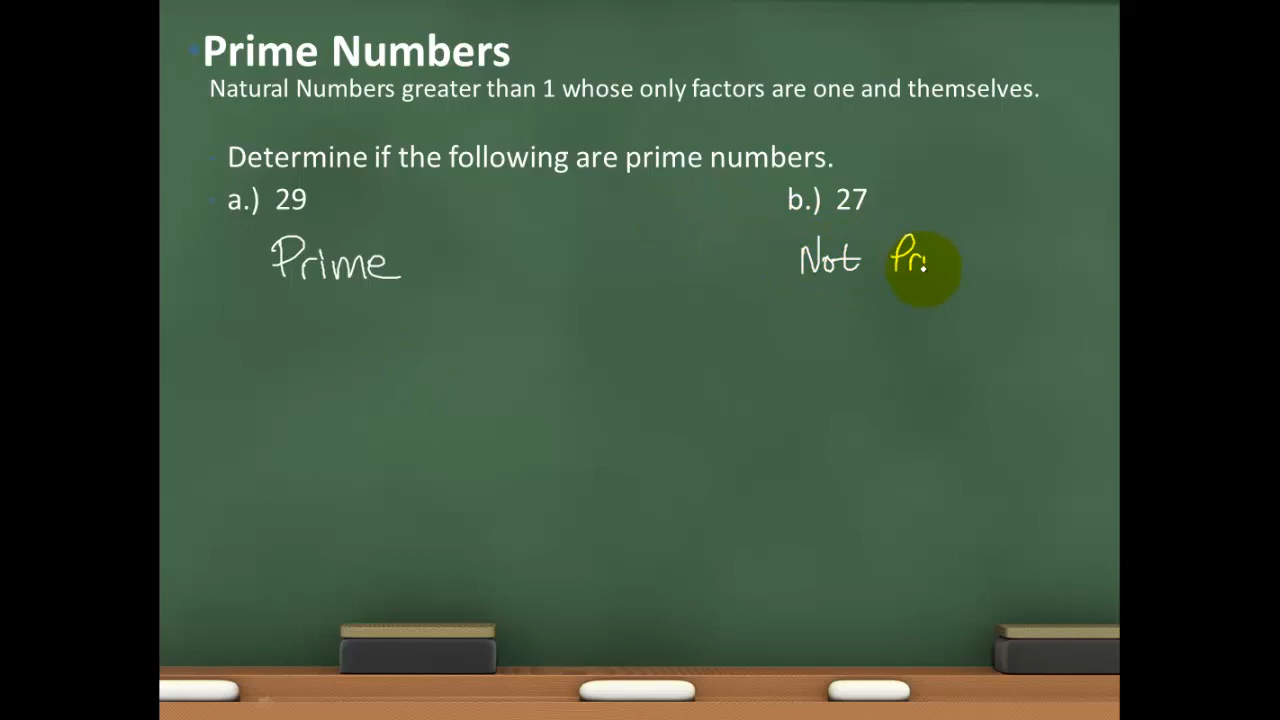 Prime Numbers
Natural Numbers greater than 1 whose only factors are one and themselves.
Determine if the following are prime numbers.
a.) 29 b.) 27
Prime Not Pri